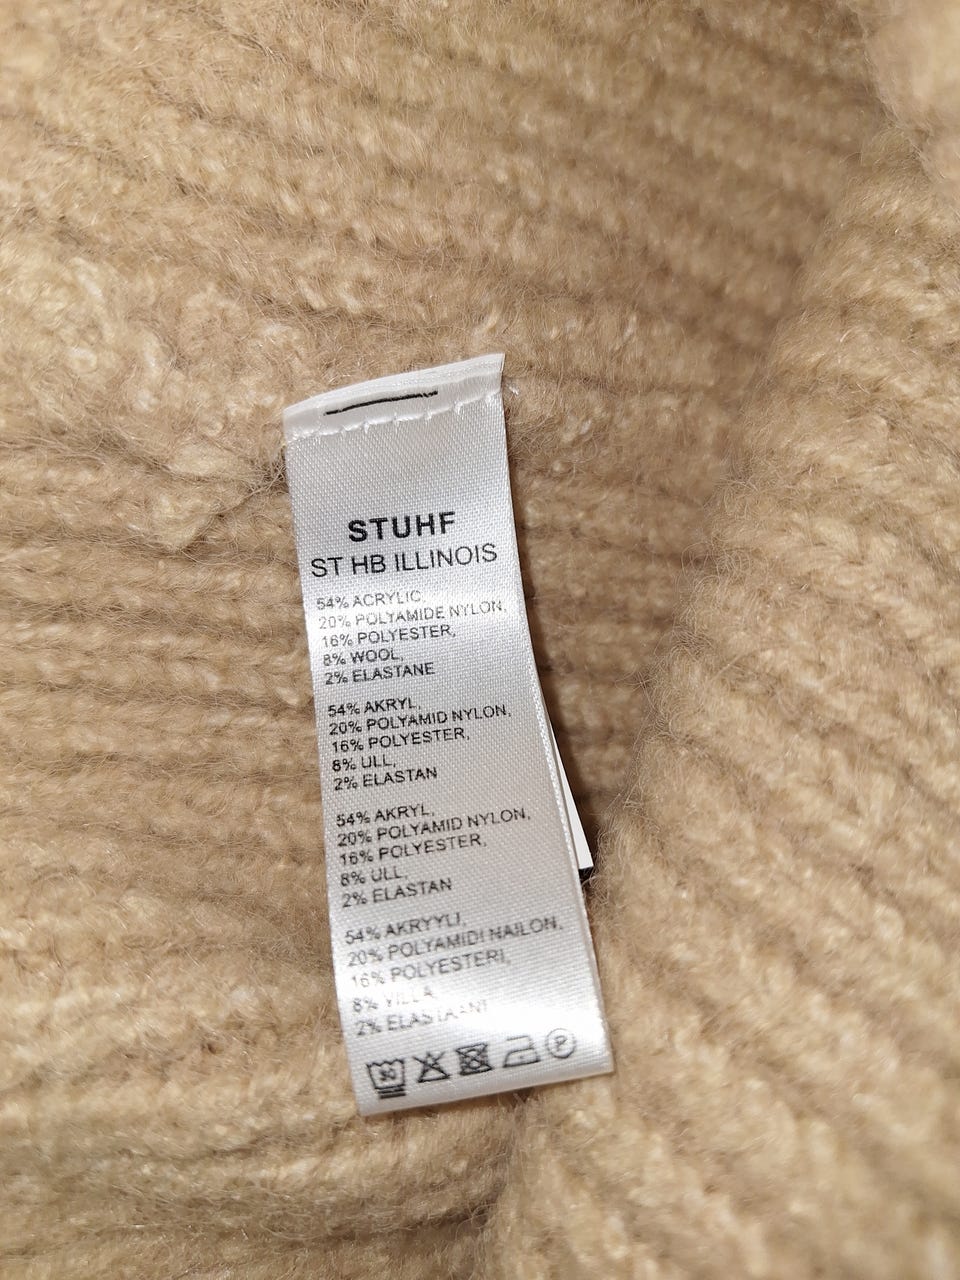 STUHF
ST HB ILLINOIS
54% ACRYLIC,
20% POLYAMIDE NYLON,
16% POLYESTER,
8% WOOL,
2% ELASTANE
54% AKRYL,
20% POLYAMID NYLON,
16% POLYESTER,
8% ULL,
2% ELASTAN
54% AKRYL,
20% POLYAMID NYLON,
16% POLYESTER,
8% ULL,
2% ELASTAN
54% AKRYYLI,
20% POLYAMIDI NAILON,
16% POLYESTERI,
8% VILLA,
2% ELASTAANI
30 P